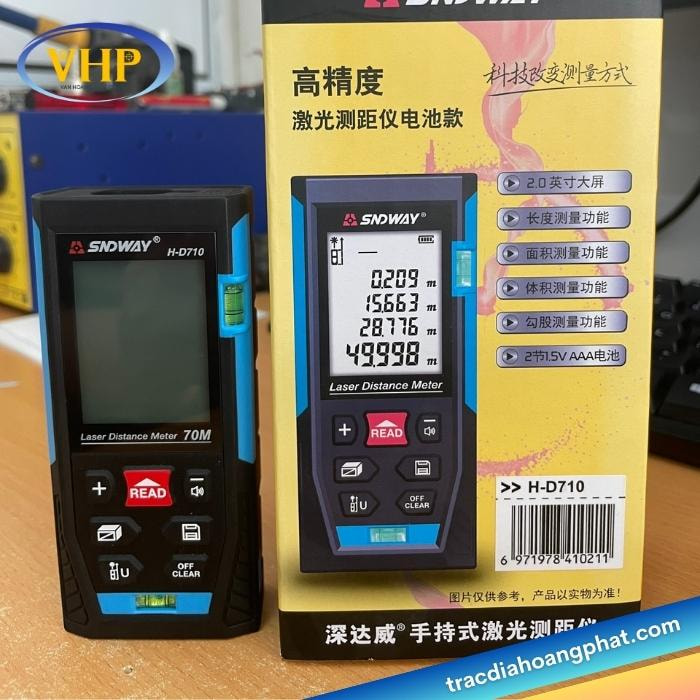 VHP
SNDWAY
高精度
激光测距仪电池款
科技改变测量方式
2.0 英寸大屏
长度测量功能
面积测量功能
体积测量功能
勾股测量功能
2节1.5V AAA电池
SNDWAY®
0.209 m
15.663 m
28.776 m
49.998 m
Laser Distance Meter
READ
U
OFF
CLEAR
>> H-D710
6 971978 410211
图片仅供参考，产品以实物为准！
深达威®手持式激光测距仪
SNDWAY®
H-D710
Laser Distance Meter 70M
READ
U
OFF
CLEAR
tracdiahoangphat.com